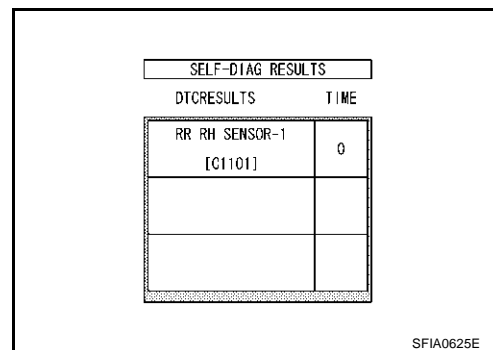 SELF-DIAG RESULTS
DTCRESULTS TIME
RR RH SENSOR-1
[C1101]
0
SFIA0625E